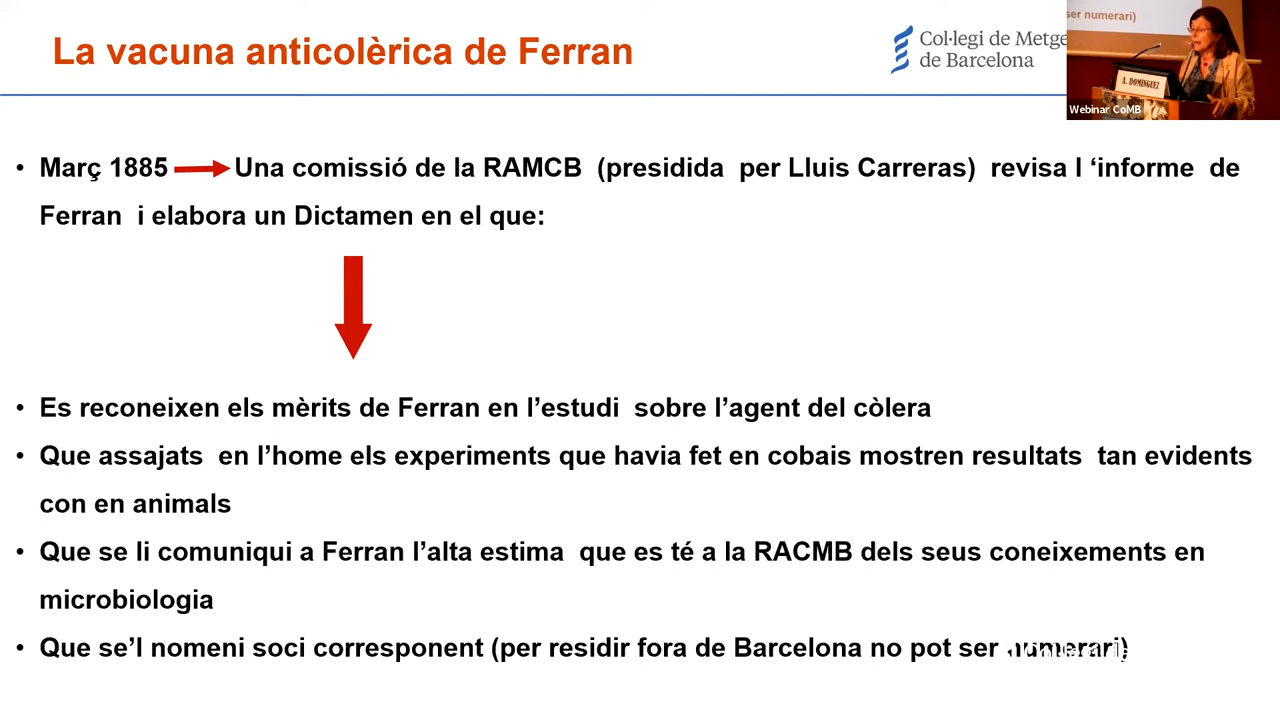 La vacuna anticolèrica de Ferran
Col·legi de Metge
de Barcelona
ser numerari)
A. DOMÍNGUEZ
Webinar CoMB
• Març 1885 Una comissió de la RAMCB (presidida per Lluis Carreras) revisa l ‘informe de
Ferran i elabora un Dictamen en el que:
• Es reconeixen els mèrits de Ferran en l’estudi sobre l’agent del còlera
• Que assajats en l’home els experiments que havia fet en cobais mostren resultats tan evidents
con en animals
• Que se li comuniqui a Ferran l’alta estima que es té a la RACMB dels seus coneixements en
microbiologia
• Que se’l nomeni soci corresponent (per residir fora de Barcelona no pot ser numerari)